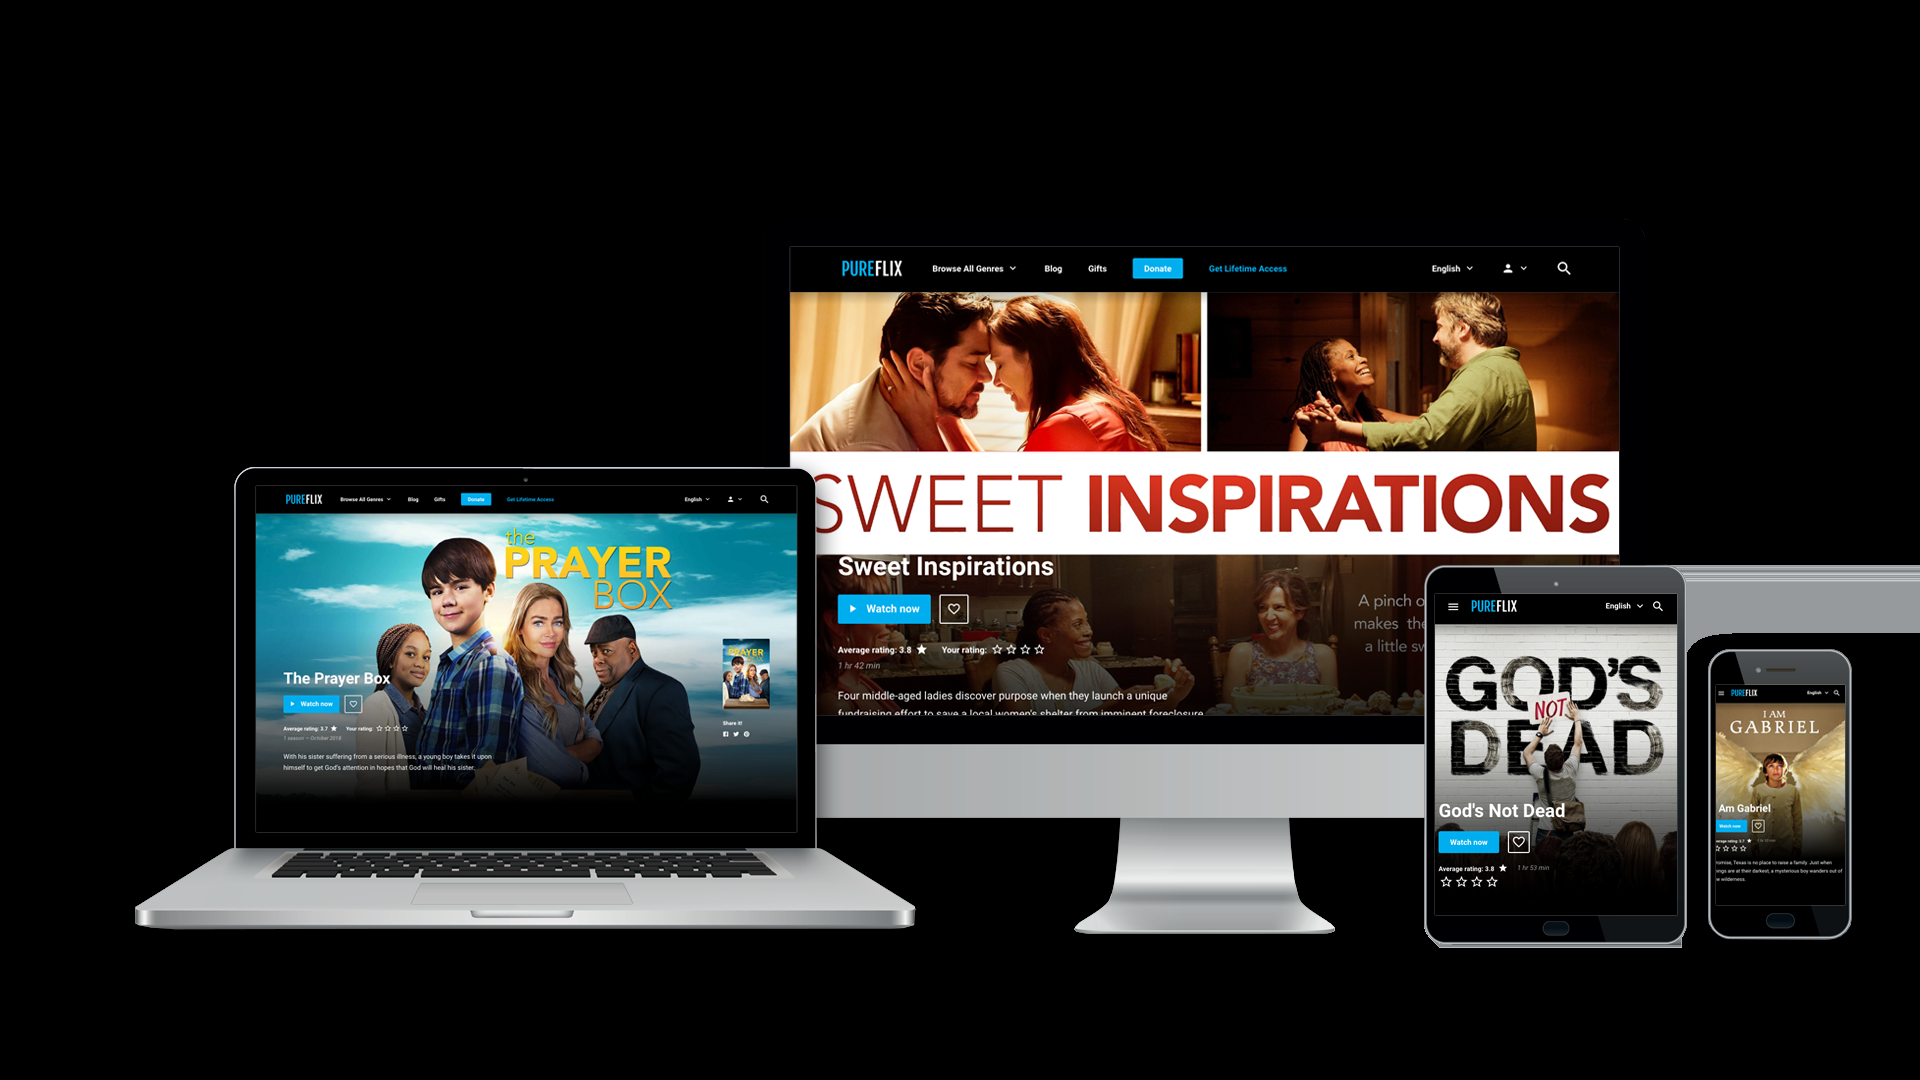 PUREFLIX Browse All Genres Blog Gifts Donate Get Lifetime Access English
SWEET INSPIRATIONS
Sweet Inspirations
Watch now
A pinch o
makes the
a little sw
Average rating: 3.8 Your rating:
1 hr 42 min
Four middle-aged ladies discover purpose when they launch a unique
fundraising effort to save a local women's shelter from imminent foreclosure
PUREFLIX Browse All Genres Blog Gifts Donate Get Lifetime Access English
the
PRAYER
BOX
The Prayer Box
Watch now
Average rating: 3.7 Your rating:
1 season — October 2018
With his sister suffering from a serious illness, a young boy takes it upon
himself to get God's attention in hopes that God will heal his sister.
PRAYER
Share it!
PUREFLIX English
GOD'S
NOT
DEAD
God's Not Dead
Watch now
Average rating: 3.8 1 hr 53 min
PUREFLIX English
I AM
GABRIEL
Am Gabriel
Watch now
verage rating: 3.7
romise, Texas is no place to raise a family. Just when
ings are at their darkest, a mysterious boy wanders out of
e wilderness.